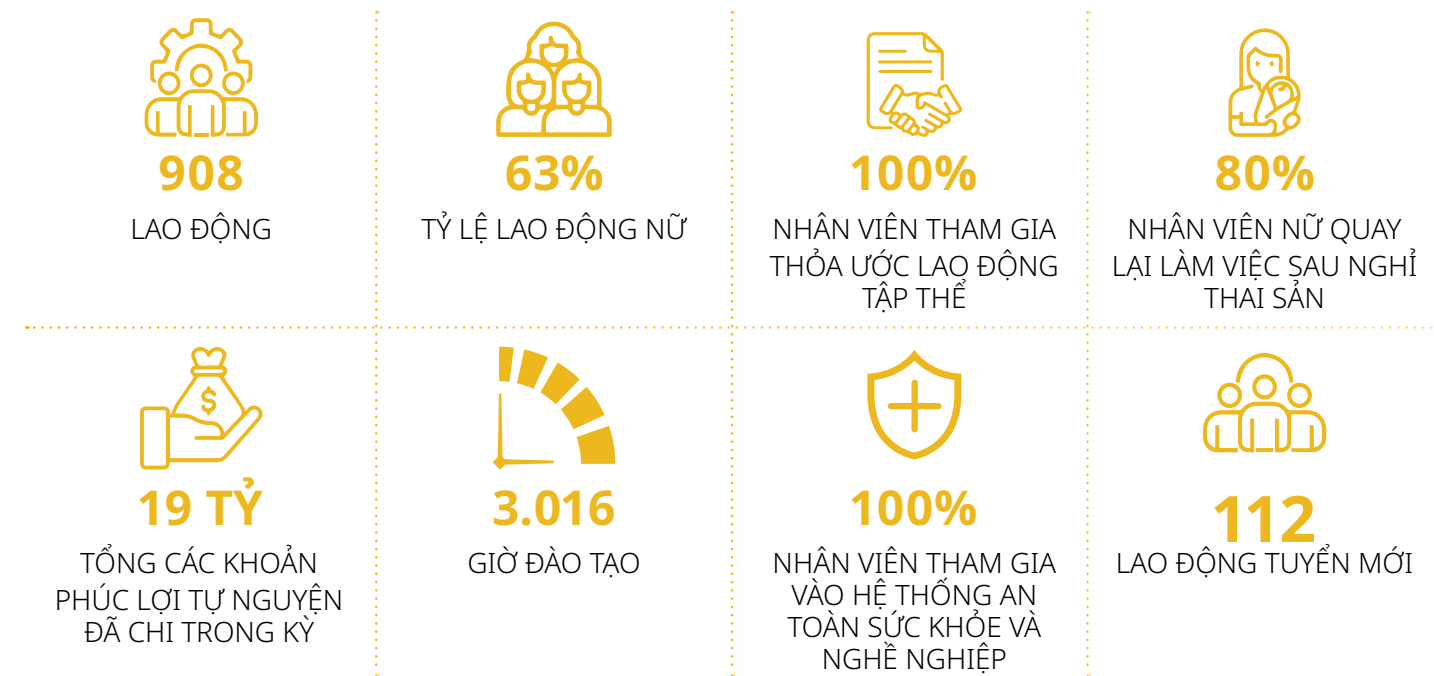 908
LAO ĐỘNG
63%
TỶ LỆ LAO ĐỘNG NỮ
100%
NHÂN VIÊN THAM GIA
THỎA ƯỚC LAO ĐỘNG
TẬP THỂ
80%
NHÂN VIÊN NỮ QUAY
LẠI LÀM VIỆC SAU NGHỈ
THAI SẢN
$
19 TỶ
TỔNG CÁC KHOẢN
PHÚC LỢI TỰ NGUYỆN
ĐÃ CHI TRONG KỲ
3.016
GIỜ ĐÀO TẠO
100%
NHÂN VIÊN THAM GIA
VÀO HỆ THỐNG AN
TOÀN SỨC KHỎE VÀ
NGHỀ NGHIỆP
112
LAO ĐỘNG TUYỂN MỚI